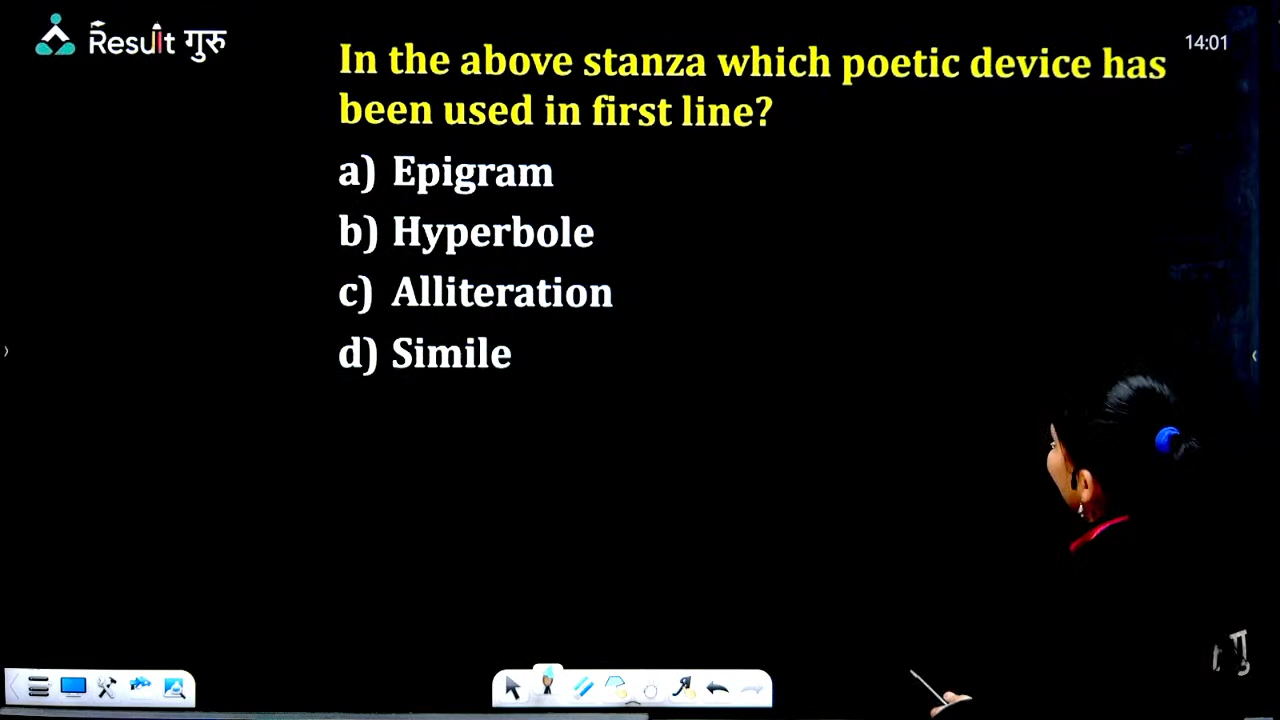 Result गुरु
14:01
In the above stanza which poetic device has
been used in first line?
a) Epigram
b) Hyperbole
c) Alliteration
d) Simile